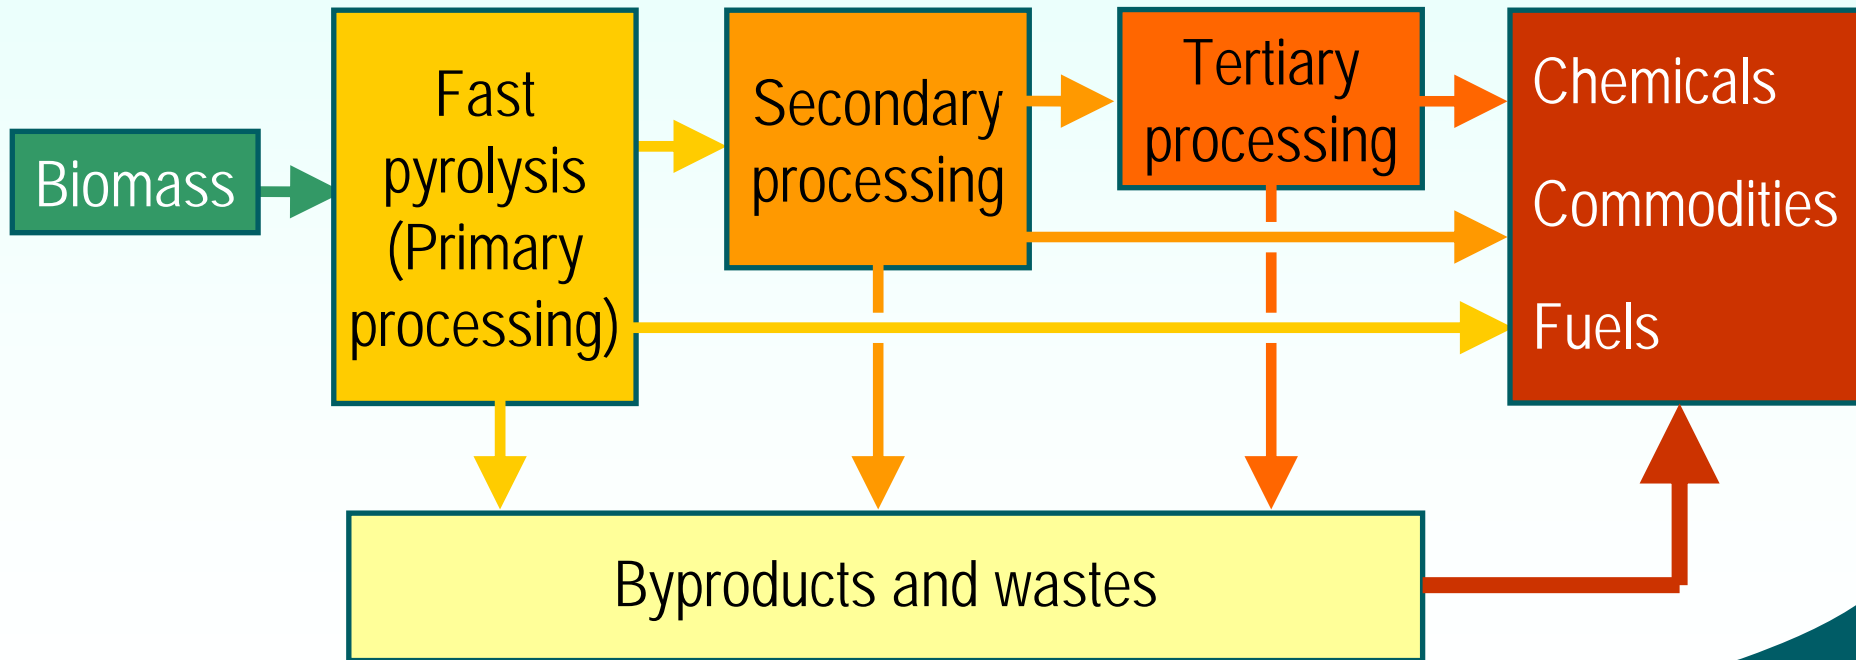 Biomass
Fast
pyrolysis
(Primary
processing)
Secondary
processing
Tertiary
processing
Chemicals
Commodities
Fuels
Byproducts and wastes